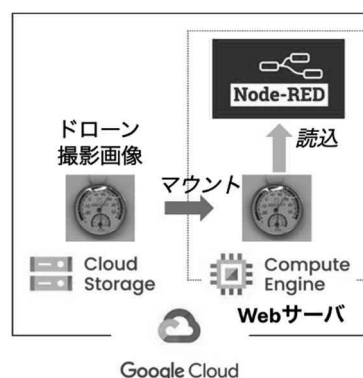 Node-RED
ドローン
撮影画像
読込
マウント
Cloud
Storage
Compute
Engine
Webサーバ
Google Cloud